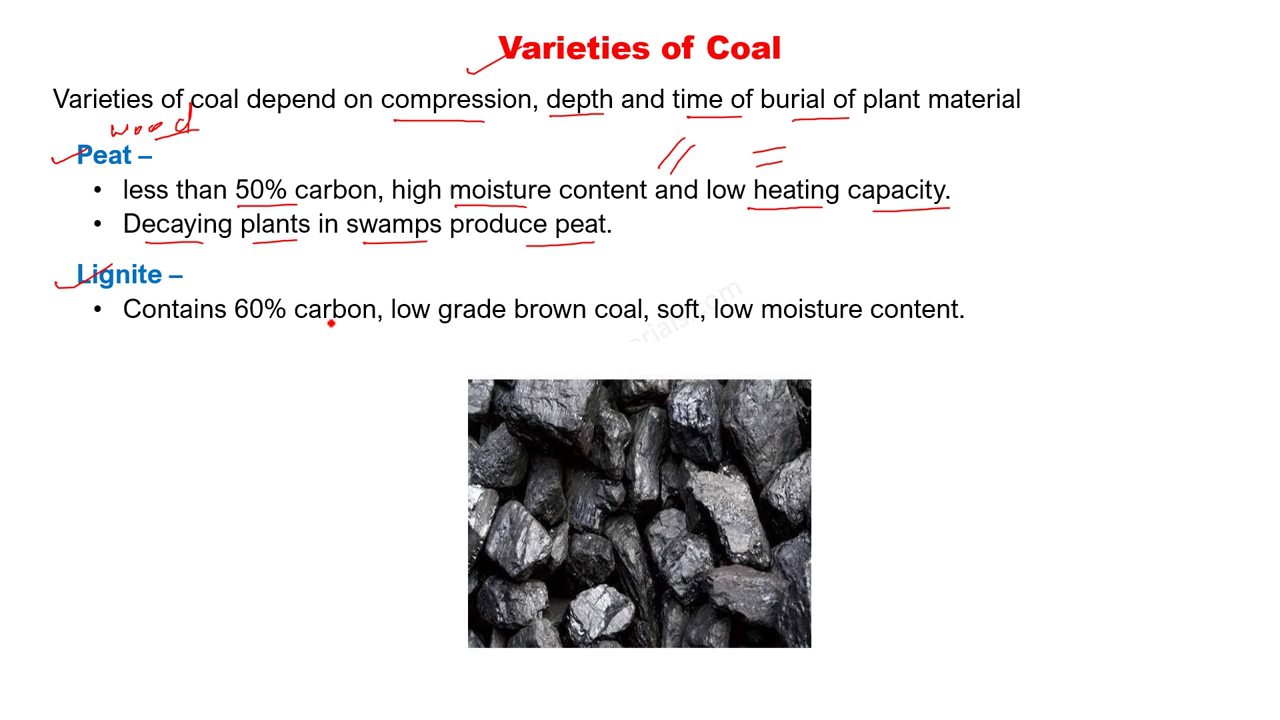 Varieties of Coal
Varieties of coal depend on compression, depth and time of burial of plant material
wood
Peat –
• less than 50% carbon, high moisture content and low heating capacity.
• Decaying plants in swamps produce peat.
Lignite –
• Contains 60% carbon, low grade brown coal, soft, low moisture content.